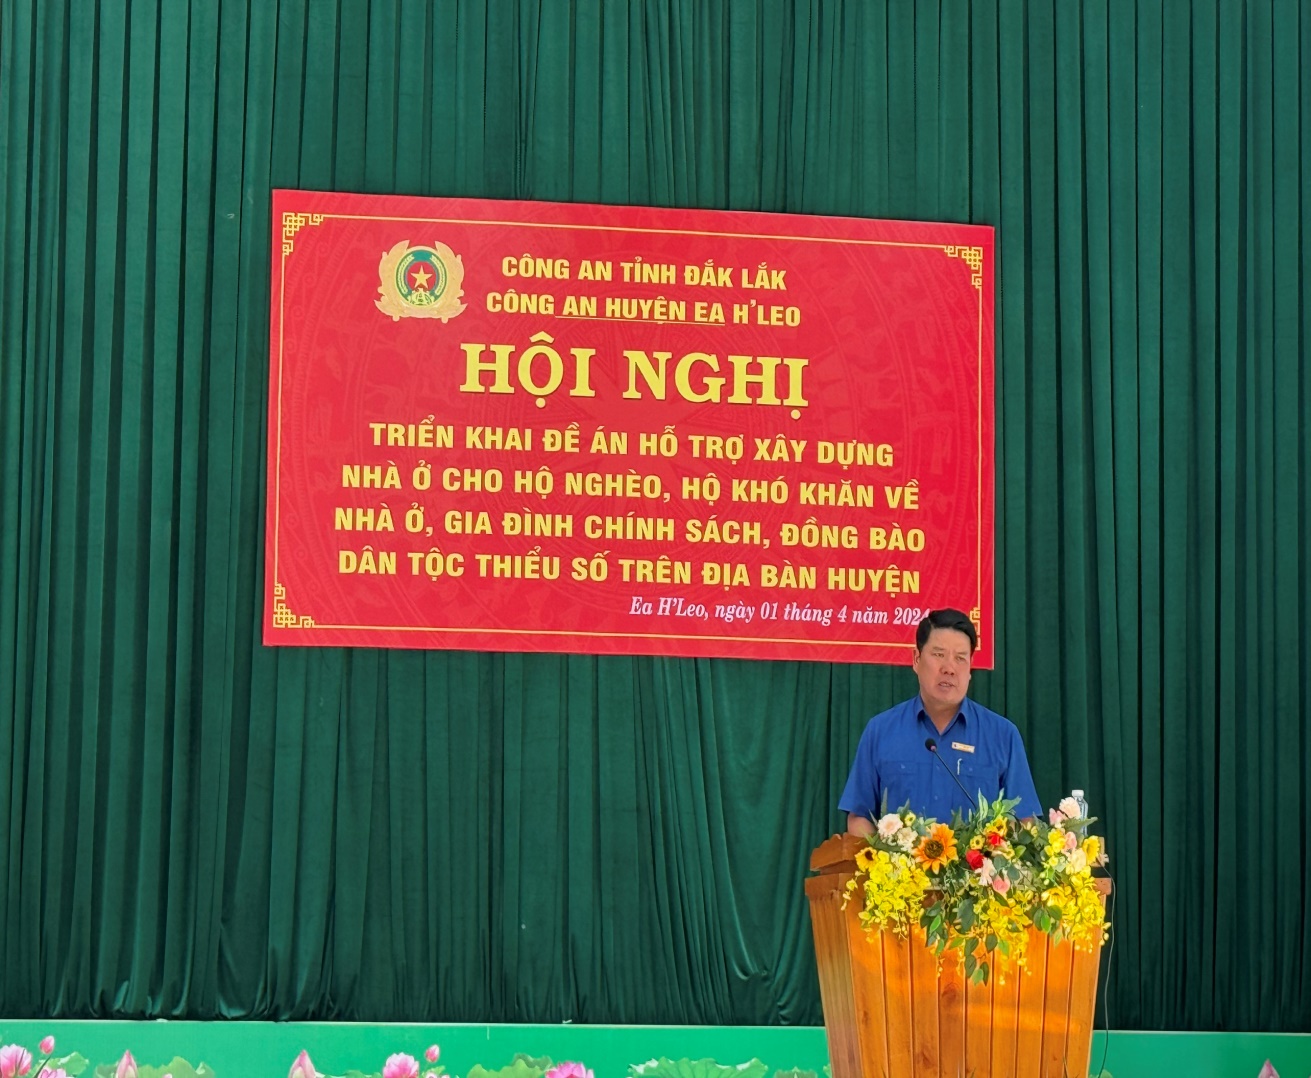 CÔNG AN TỈNH ĐẮK LẮK
CÔNG AN HUYỆN EA H'LEO
HỘI NGHỊ
TRIỂN KHAI ĐỀ ÁN HỖ TRỢ XÂY DỰNG
NHÀ Ở CHO HỘ NGHÈO, HỘ KHÓ KHĂN VỀ
NHÀ Ở, GIA ĐÌNH CHÍNH SÁCH, ĐỒNG BÀO
DÂN TỘC THIỂU SỐ TRÊN ĐỊA BÀN HUYỆN
Ea H'Leo, ngày 01 tháng 4 năm 2024